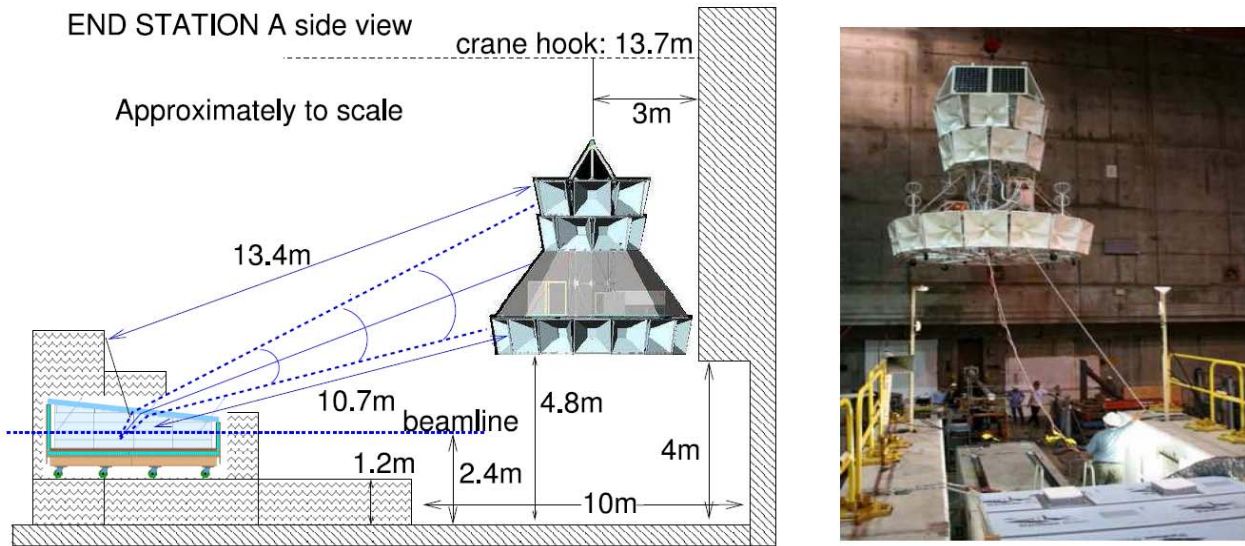 END STATION A side view
crane hook: 13.7m
Approximately to scale
3m
13.4m
10.7m
beamline
4.8m
1.2m
2.4m
4m
10m